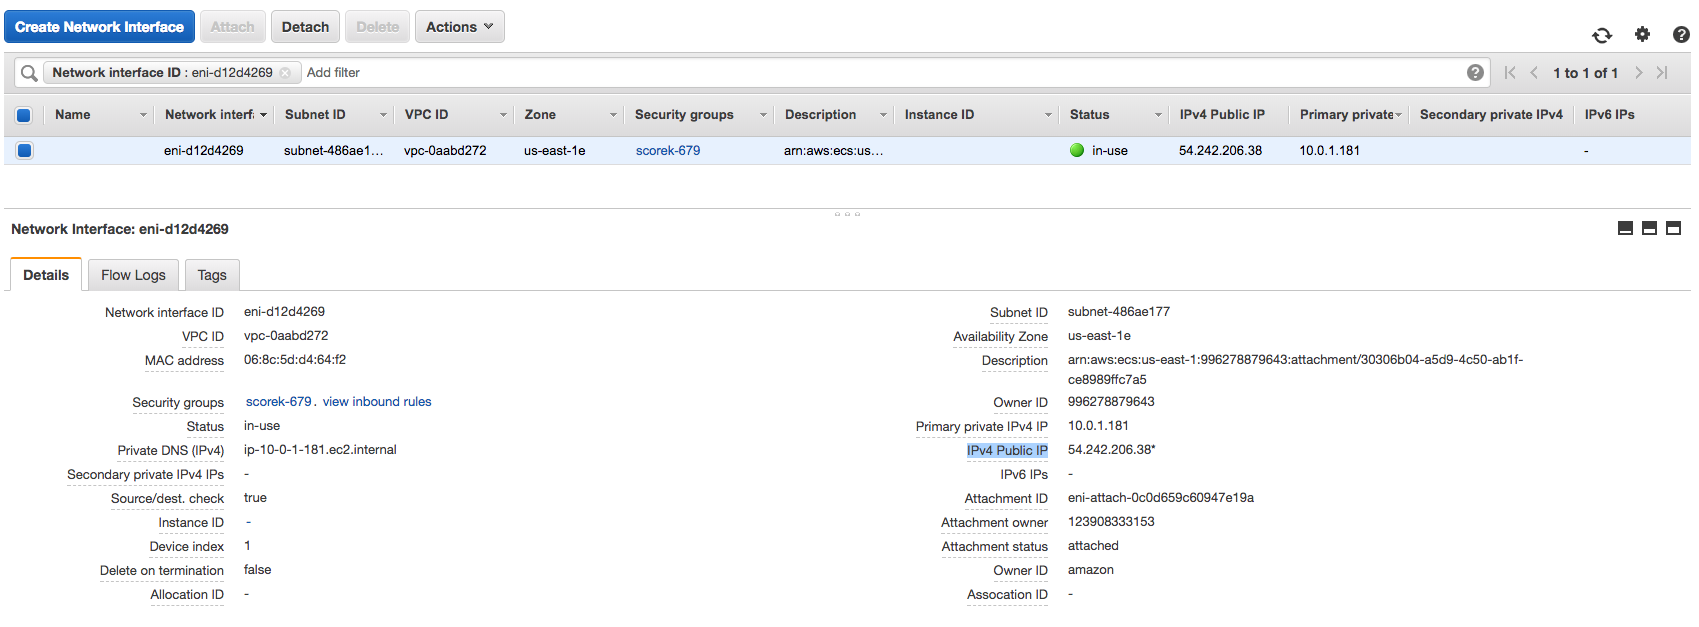 Create Network Interface Attach Detach Delete Actions
Network interface ID : eni-d12d4269 Add filter 1 to 1 of 1
Name Network interf Subnet ID VPC ID Zone Security groups Description Instance ID Status IPv4 Public IP Primary private Secondary private IPv4 IPv6 IPs
eni-d12d4269 subnet-486ae1... vpc-0aabd272 us-east-1e scorek-679 arn:aws:ecs:us... in-use 54.242.206.38 10.0.1.181 -
Network Interface: eni-d12d4269
Details Flow Logs Tags
Network interface ID eni-d12d4269 Subnet ID subnet-486ae177
VPC ID vpc-0aabd272 Availability Zone us-east-1e
MAC address 06:8c:5d:d4:64:f2 Description arn:aws:ecs:us-east-1:996278879643:attachment/30306b04-a5d9-4c50-ab1f-
ce8989ffc7a5
Security groups scorek-679. view inbound rules Owner ID 996278879643
Status in-use Primary private IPv4 IP 10.0.1.181
Private DNS (IPv4) ip-10-0-1-181.ec2.internal IPv4 Public IP 54.242.206.38*
Secondary private IPv4 IPs - IPv6 IPs -
Source/dest. check true Attachment ID eni-attach-0c0d659c60947e19a
Instance ID - Attachment owner 123908333153
Device index 1 Attachment status attached
Delete on termination false Owner ID amazon
Allocation ID - Assocation ID -